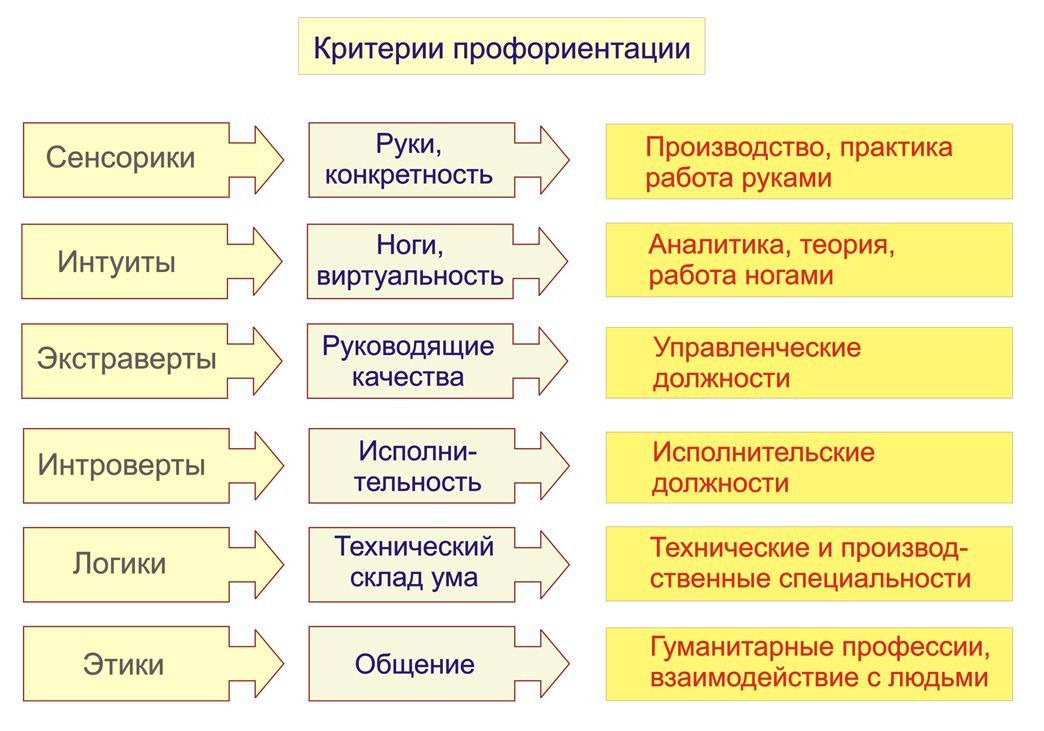 Критерии профориентации
Сенсорики
Руки,
конкретность
Производство, практика
работа руками
Интуиты
Ноги,
виртуальность
Аналитика, теория,
работа ногами
Экстраверты
Руководящие
качества
Управленческие
должности
Интроверты
Исполни-
тельность
Исполнительские
должности
Логики
Технический
склад ума
Технические и производ-
ственные специальности
Этики
Общение
Гуманитарные профессии,
взаимодействие с людьми